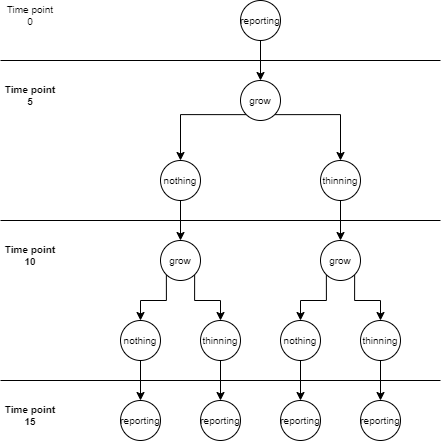 Time point
0
reporting
Time point
5
grow
nothing
thinning
Time point
10
grow
grow
nothing
thinning
nothing
thinning
Time point
15
reporting
reporting
reporting
reporting